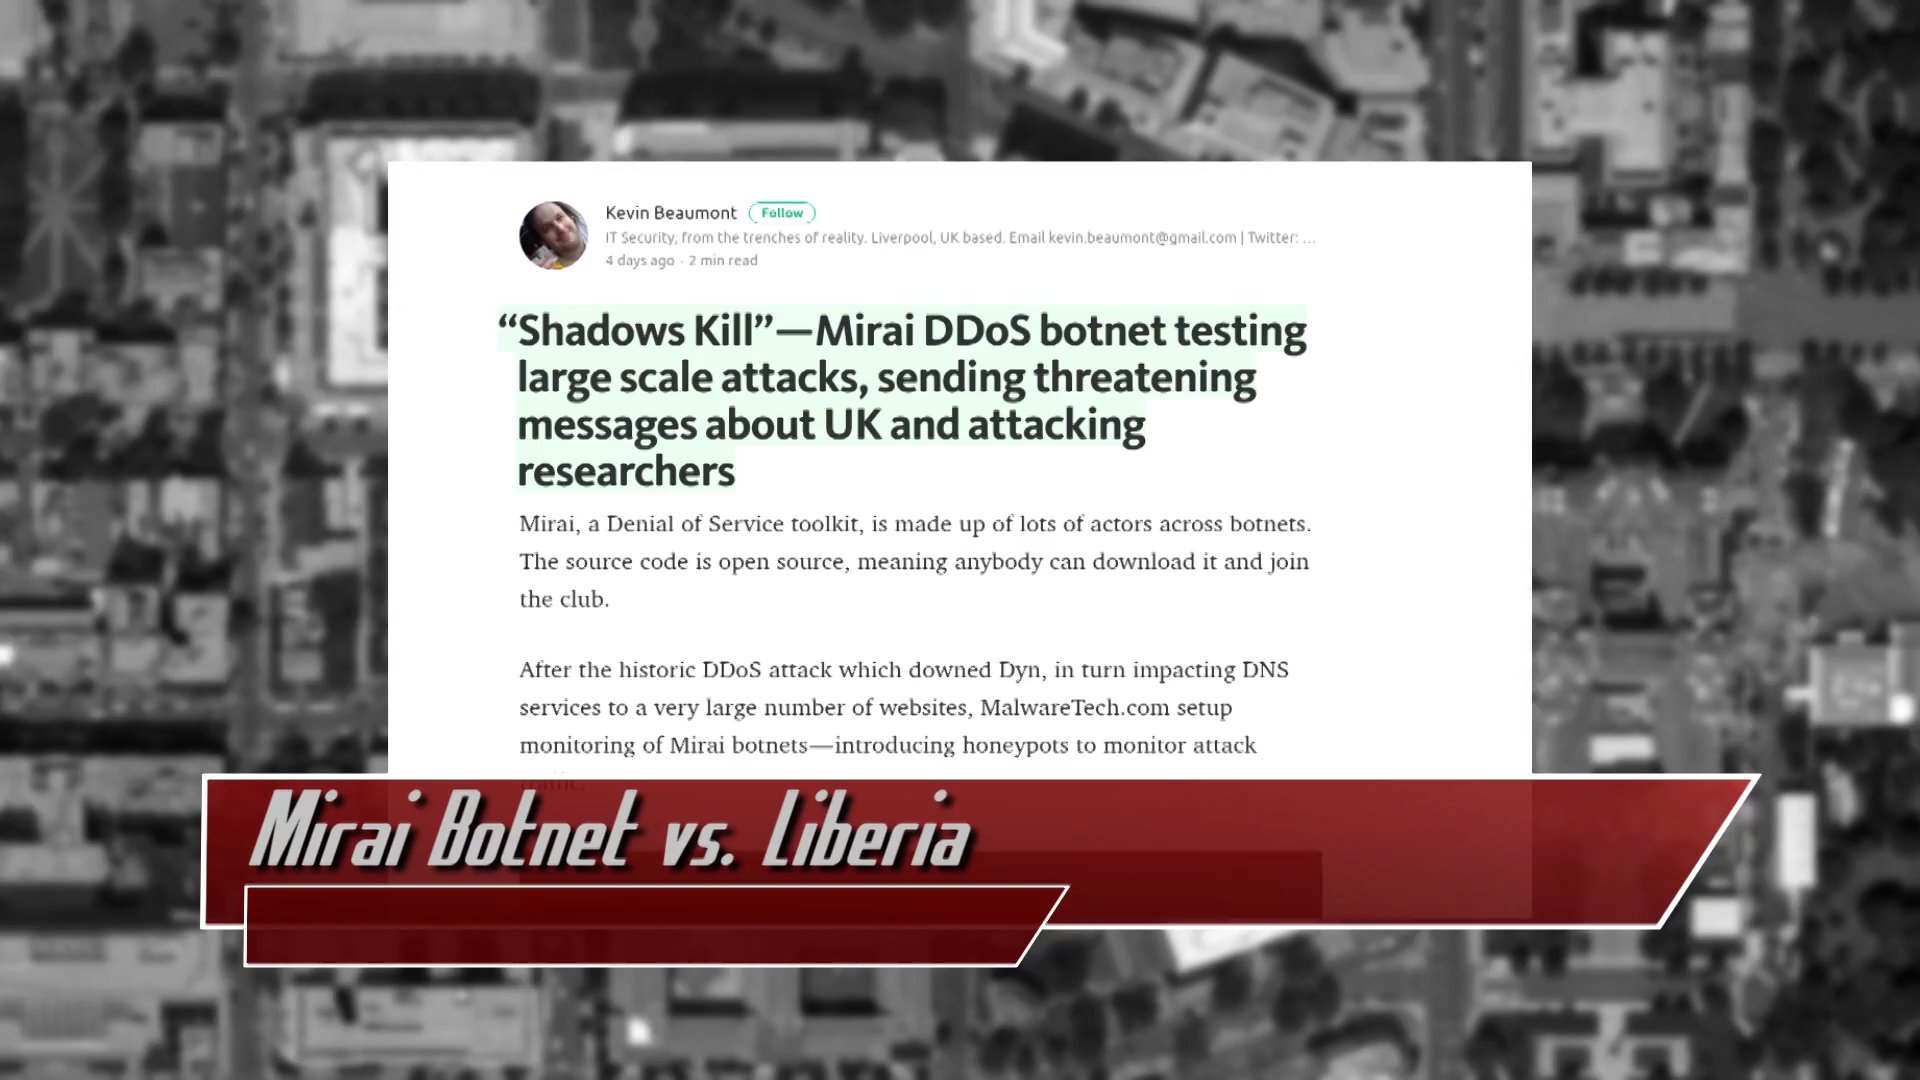 Kevin Beaumont Follow
IT Security, from the trenches of reality. Liverpool, UK based. Email kevin.beaumont@gmail.com | Twitter: ...
4 days ago · 2 min read
“Shadows Kill”—Mirai DDoS botnet testing
large scale attacks, sending threatening
messages about UK and attacking
researchers
Mirai, a Denial of Service toolkit, is made up of lots of actors across botnets.
The source code is open source, meaning anybody can download it and join
the club.
After the historic DDoS attack which downed Dyn, in turn impacting DNS
services to a very large number of websites, MalwareTech.com setup
monitoring of Mirai botnets—introducing honeypots to monitor attack
Mirai Botnet vs. Liberia